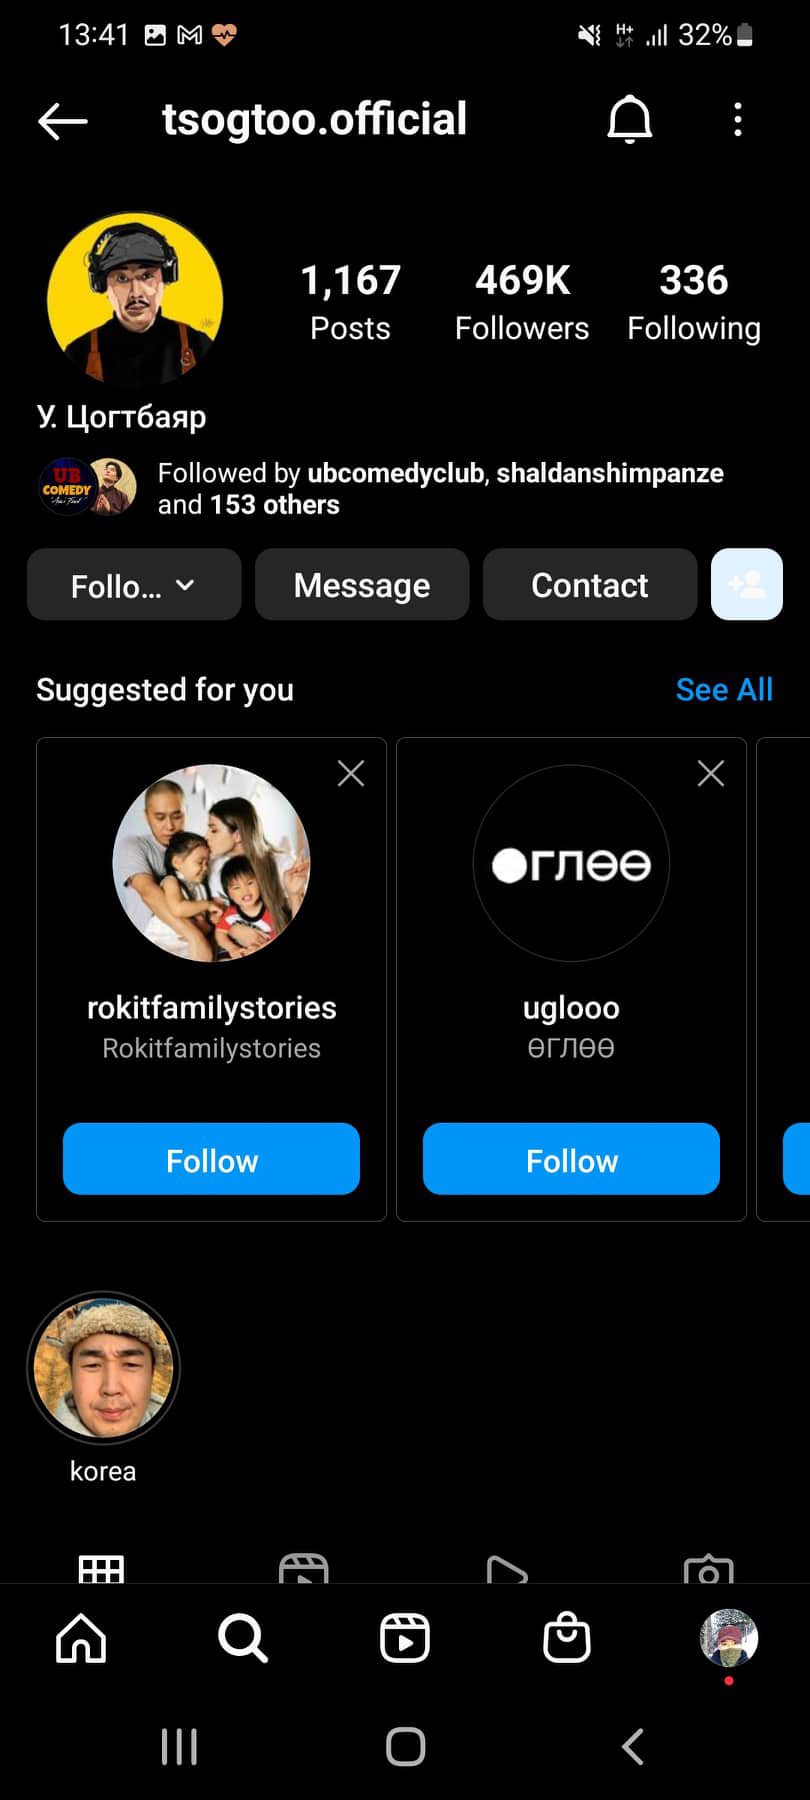 13:41
H+ 32%
tsogtoo.official
1,167 469K 336
Posts Followers Following
У. Цогтбаяр
UB
COMEDY
Followed by ubcomedyclub, shaldanshimpanze
and 153 others
Follo... Message Contact
Suggested for you See All
ӨГЛӨӨ
rokitfamilystories
Rokitfamilystories
Follow
uglooo
ӨГЛӨӨ
Follow
korea